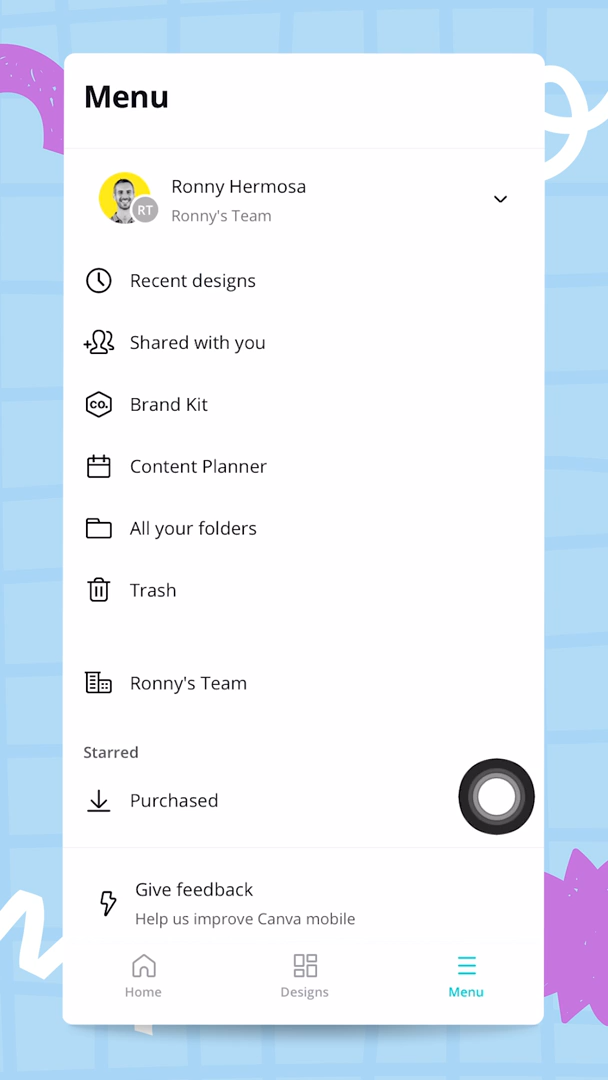 Menu
Ronny Hermosa
RT
Ronny's Team
Recent designs
Shared with you
co.
Brand Kit
Content Planner
All your folders
Trash
Ronny's Team
Starred
Purchased
Give feedback
Help us improve Canva mobile
Home
Designs
Menu